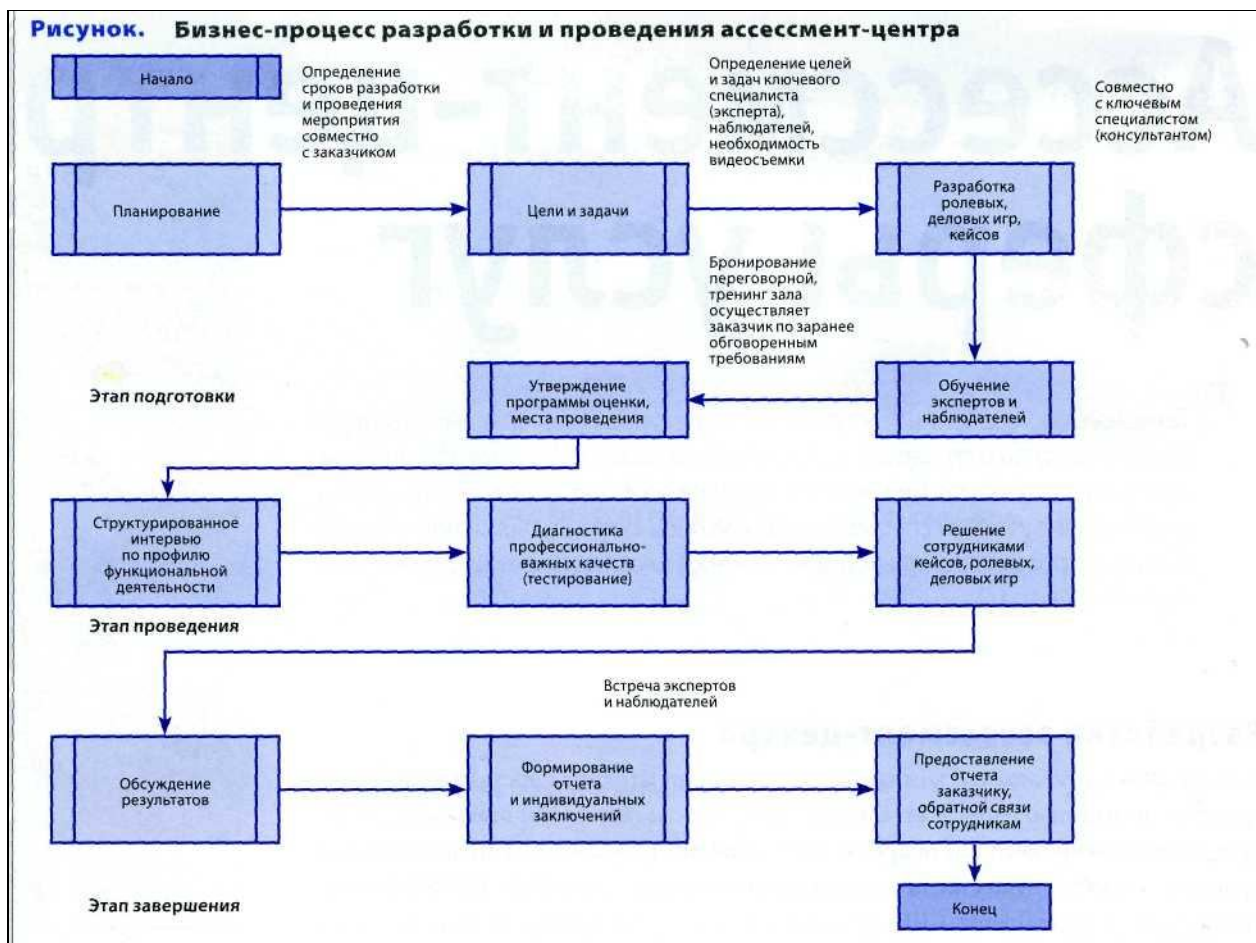 Рисунок. Бизнес-процесс разработки и проведения ассессмент-центра
Начало
Определение
сроков разработки
и проведения
мероприятия
совместно
с заказчиком
Определение целей
и задач ключевого
специалиста
(эксперта),
наблюдателей,
необходимость
видеосъемки
Совместно
с ключевым
специалистом
(консультантом)
Планирование
Цели и задачи
Разработка
ролевых,
деловых игр,
кейсов
Бронирование
переговорной,
тренинг зала
осуществляет
заказчик по заранее
обговоренным
требованиям
Этап подготовки
Утверждение
программы оценки,
места проведения
Обучение
экспертов и
наблюдателей
Структурированное
интервью
по профилю
функциональной
деятельности
Диагностика
профессионально-
важных качеств
(тестирование)
Решение
сотрудниками
кейсов, ролевых,
деловых игр
Этап проведения
Встреча экспертов
и наблюдателей
Обсуждение
результатов
Формирование
отчета
и индивидуальных
заключений
Предоставление
отчета
заказчику,
обратной связи
сотрудникам
Этап завершения
Конец